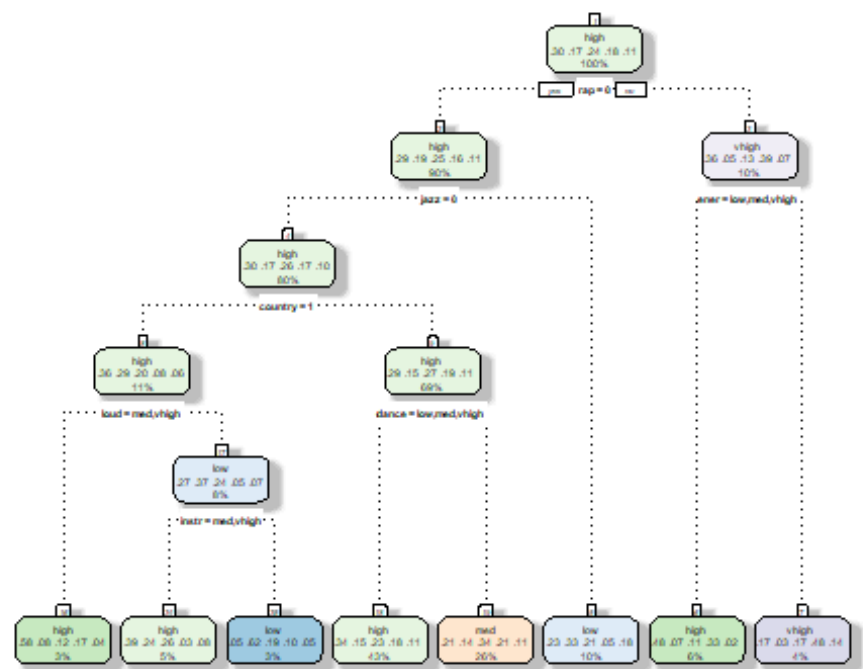 high
.30 .17 .24 .18 .11
100%
yes rap = 0 no
high
.29 .19 .25 .16 .11
90%
vhigh
.36 .05 .13 .39 .07
10%
jazz = 0
ener = low,med,vhigh
high
.30 .17 .26 .17 .10
80%
country = 1
high
.36 .29 .20 .08 .06
11%
high
.29 .15 .27 .19 .11
69%
loud = med,vhigh
dance = low,med,vhigh
low
.27 .37 .24 .05 .07
8%
instr = med,vhigh
high
.58 .08 .12 .17 .04
3%
high
.39 .24 .26 .03 .08
5%
low
.05 .62 .19 .10 .05
3%
high
.34 .15 .23 .18 .11
43%
med
.21 .14 .34 .21 .11
26%
low
.23 .33 .21 .05 .18
10%
high
.48 .07 .11 .33 .02
6%
vhigh
.17 .03 .17 .48 .14
4%